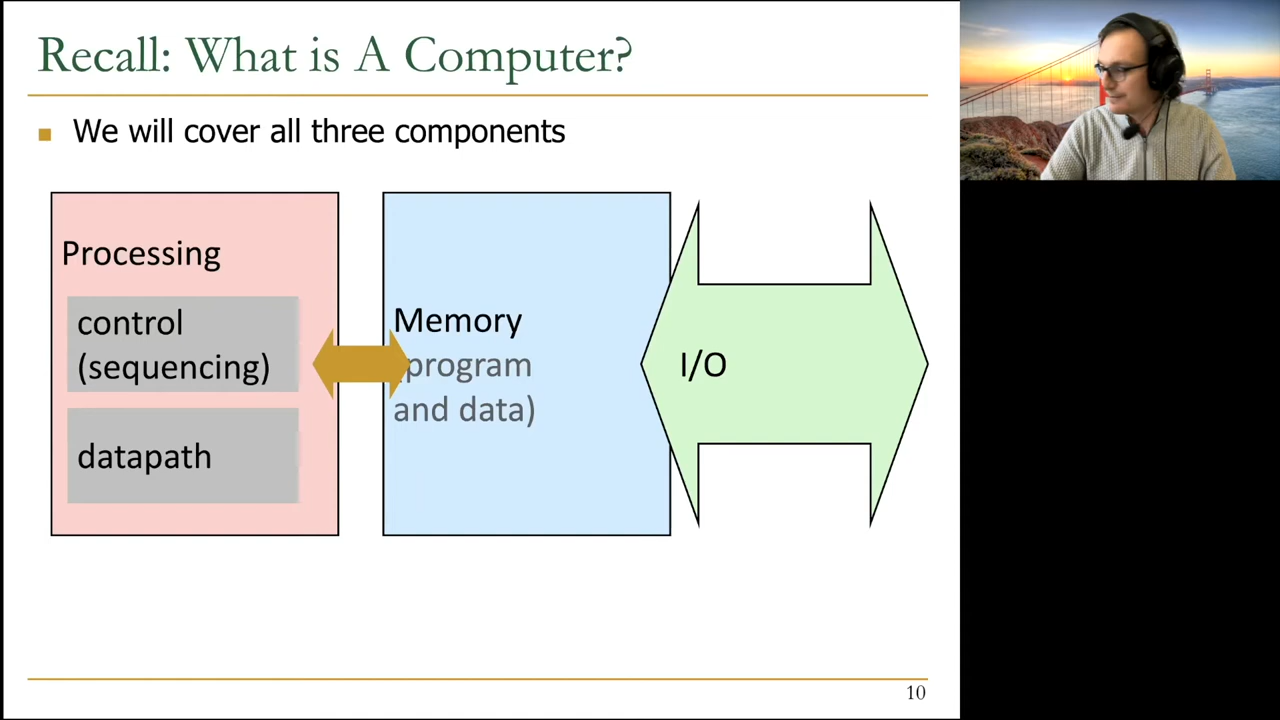 Recall: What is A Computer?
We will cover all three components
Processing
control
(sequencing)
datapath
Memory
(program
and data)
I/O
10